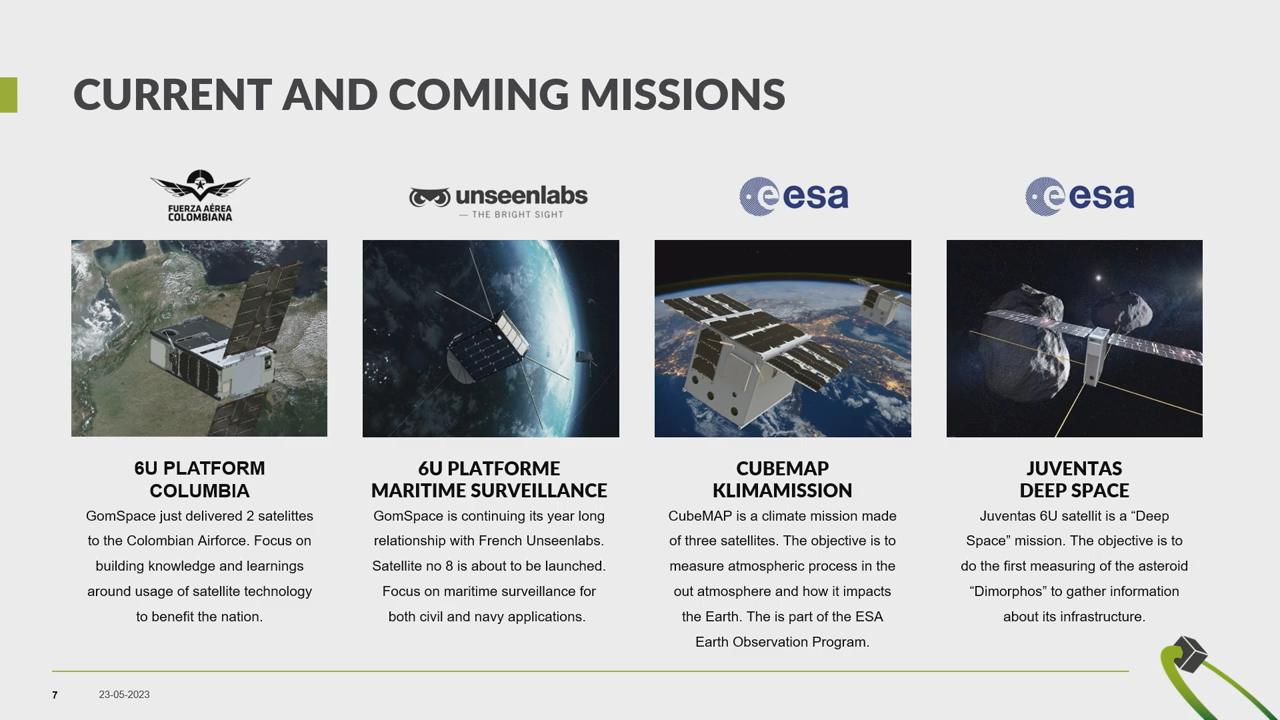 CURRENT AND COMING MISSIONS
FUERZA AÉREA
COLOMBIANA
unseenlabs
— THE BRIGHT SIGHT
esa
esa
6U PLATFORM
COLUMBIA
GomSpace just delivered 2 satelittes
to the Colombian Airforce. Focus on
building knowledge and learnings
around usage of satellite technology
to benefit the nation.
6U PLATFORME
MARITIME SURVEILLANCE
GomSpace is continuing its year long
relationship with French Unseenlabs.
Satellite no 8 is about to be launched.
Focus on maritime surveillance for
both civil and navy applications.
CUBEMAP
KLIMAMISSION
CubeMAP is a climate mission made
of three satellites. The objective is to
measure atmospheric process in the
out atmosphere and how it impacts
the Earth. The is part of the ESA
Earth Observation Program.
JUVENTAS
DEEP SPACE
Juventas 6U satellit is a “Deep
Space” mission. The objective is to
do the first measuring of the asteroid
“Dimorphos” to gather information
about its infrastructure.
7
23-05-2023